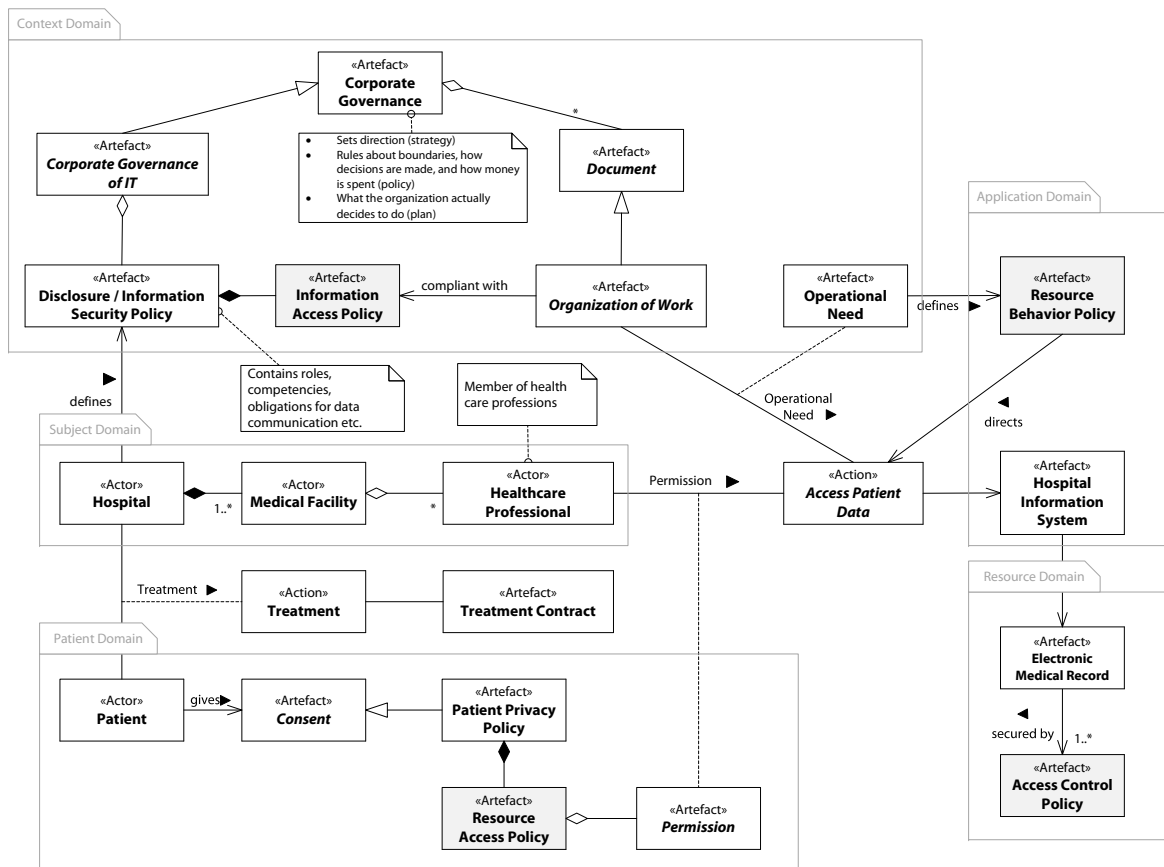 Context Domain
«Artefact»
Corporate
Governance
*
• Sets direction (strategy)
• Rules about boundaries, how
decisions are made, and how money
is spent (policy)
• What the organization actually
decides to do (plan)
«Artefact»
Corporate Governance
of IT
«Artefact»
Document
Application Domain
«Artefact»
Disclosure / Information
Security Policy
«Artefact»
Information
Access Policy
compliant with
«Artefact»
Organization of Work
«Artefact»
Operational
Need
defines
«Artefact»
Resource
Behavior Policy
defines
Contains roles,
competencies,
obligations for data
communication etc.
Member of health
care professions
Operational
Need
directs
Subject Domain
«Actor»
Hospital
1..*
«Actor»
Medical Facility
*
«Actor»
Healthcare
Professional
Permission
«Action»
Access Patient
Data
«Artefact»
Hospital
Information
System
Treatment
«Action»
Treatment
«Artefact»
Treatment Contract
Resource Domain
Patient Domain
«Artefact»
Electronic
Medical Record
«Actor»
Patient
gives
«Artefact»
Consent
«Artefact»
Patient Privacy
Policy
secured by
1..*
«Artefact»
Resource
Access Policy
«Artefact»
Permission
«Artefact»
Access Control
Policy